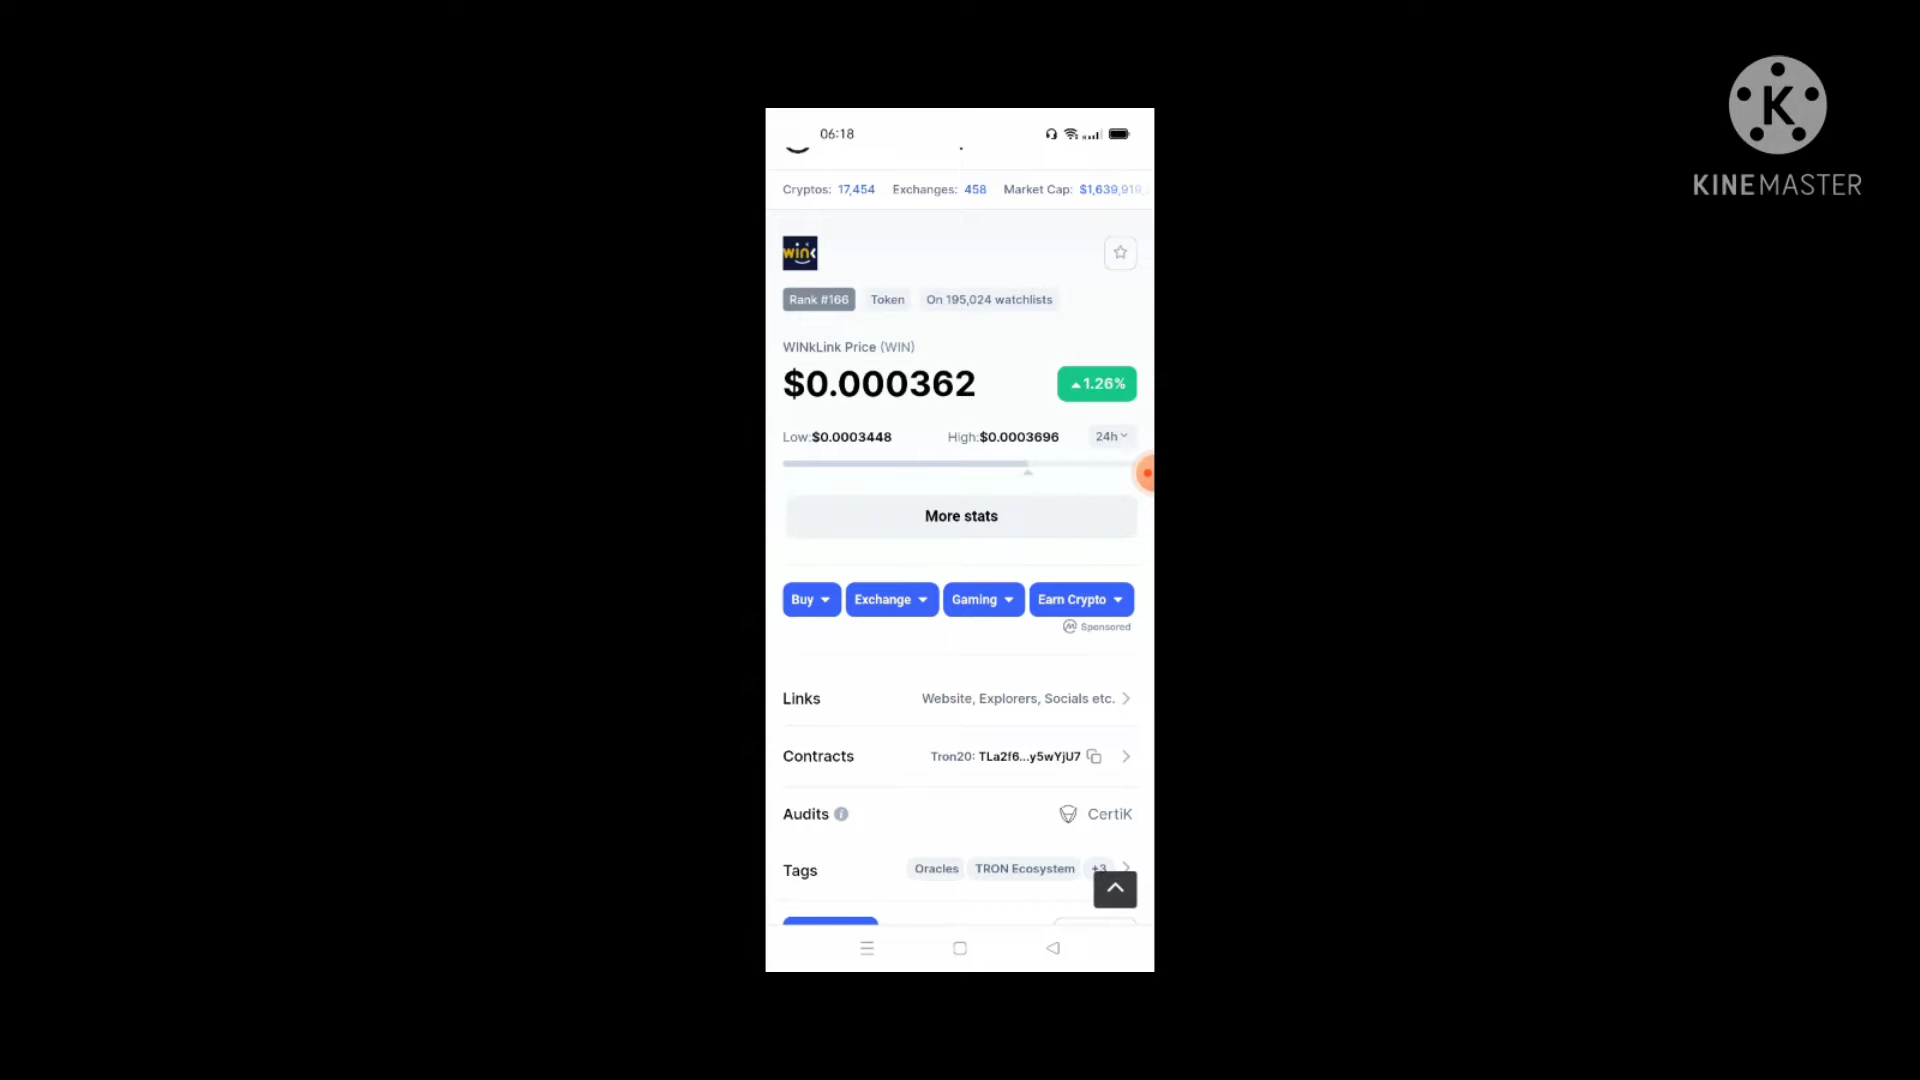 K
KINEMASTER
06:18
Cryptos: 17,454 Exchanges: 458 Market Cap: $1,639,919,
wink
Rank #166 Token On 195,024 watchlists
WINkLink Price (WIN)
$0.000362 1.26%
Low:$0.0003448 High:$0.0003696 24h
More stats
Buy Exchange Gaming Earn Crypto
Sponsored
Links Website, Explorers, Socials etc.
Contracts Tron20: TLa2f6...y5wYjU7
Audits CertiK
Tags Oracles TRON Ecosystem +3